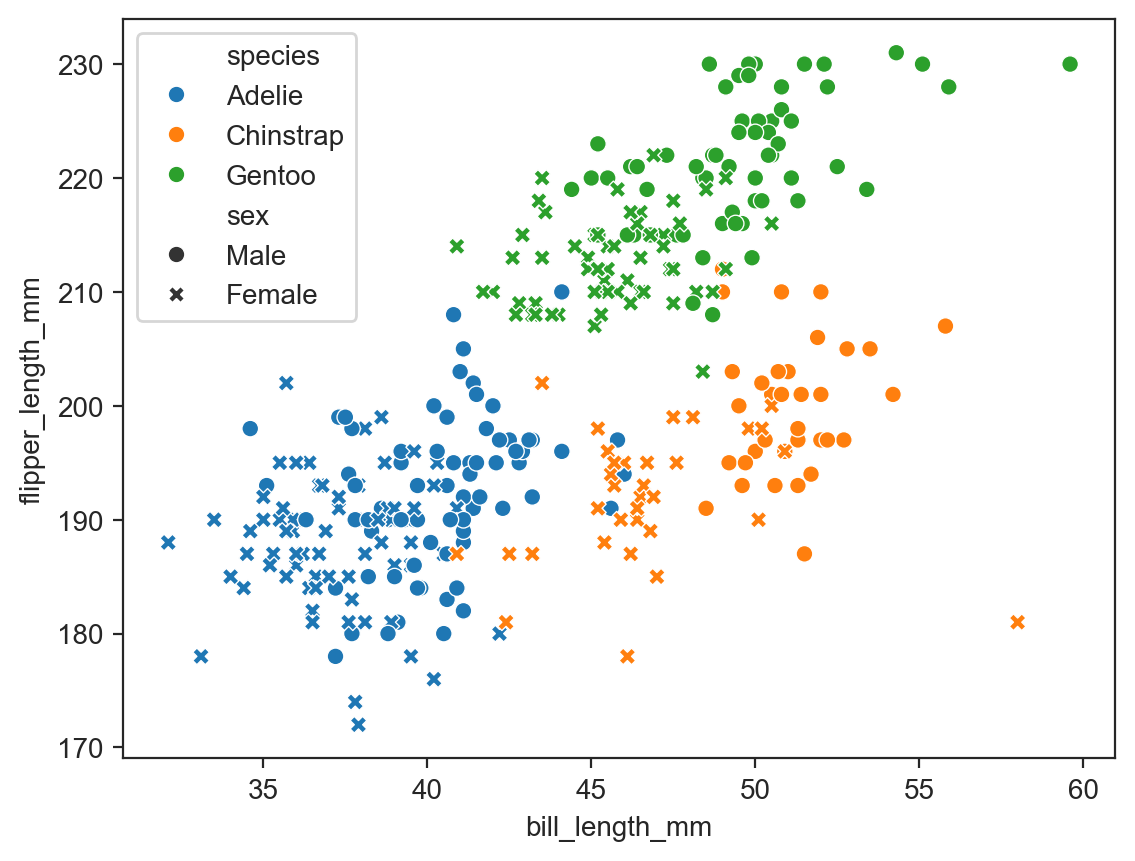 species
Adelie
Chinstrap
Gentoo
sex
Male
Female
230
220
210
200
190
180
170
flipper_length_mm
35 40 45 50 55 60
bill_length_mm